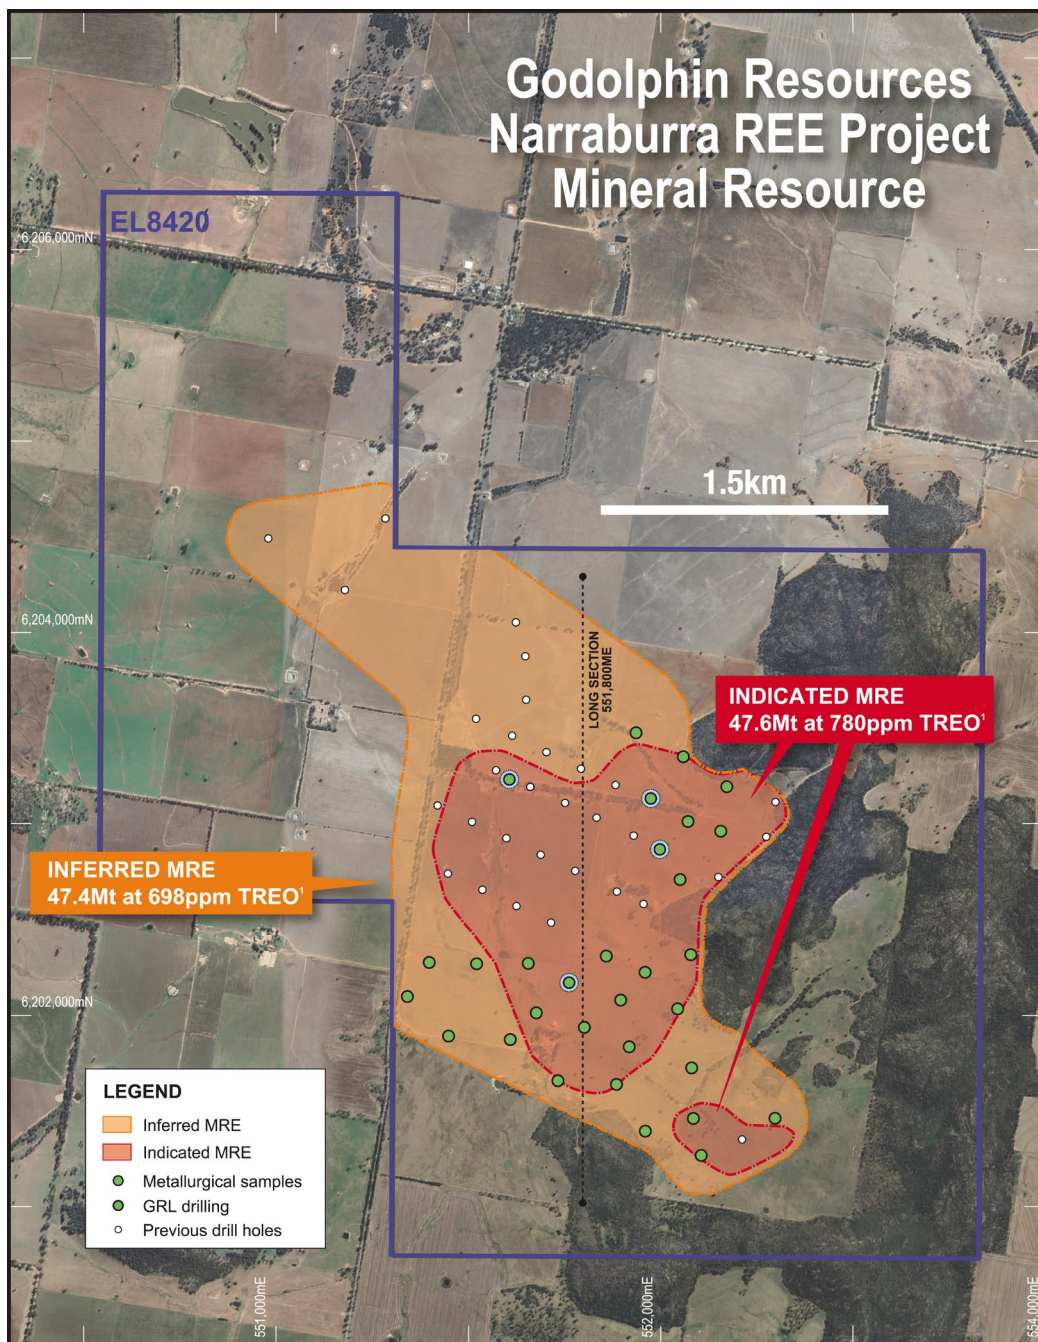 Godolphin Resources
Narraburra REE Project
Mineral Resource
EL8420
6,206,000mN
1.5km
6,204,000mN
LONG SECTION
551,800ME
INDICATED MRE
47.6Mt at 780ppm TREO¹
INFERRED MRE
47.4Mt at 698ppm TREO¹
6,202,000mN
LEGEND
Inferred MRE
Indicated MRE
Metallurgical samples
GRL drilling
Previous drill holes
551,000mE
552,000mE
554,000mE